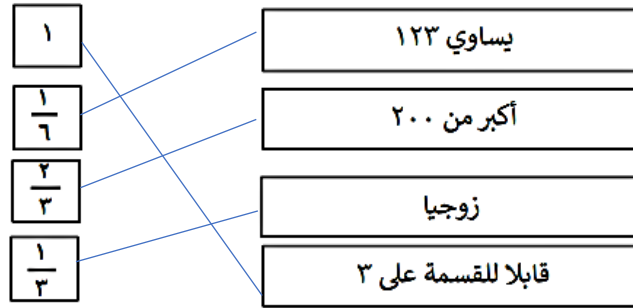 يساوي ١٢٣
١
أكبر من ٢٠٠
١
٦
زوجيا
٢
٣
قابلا للقسمة على ٣
١
٣